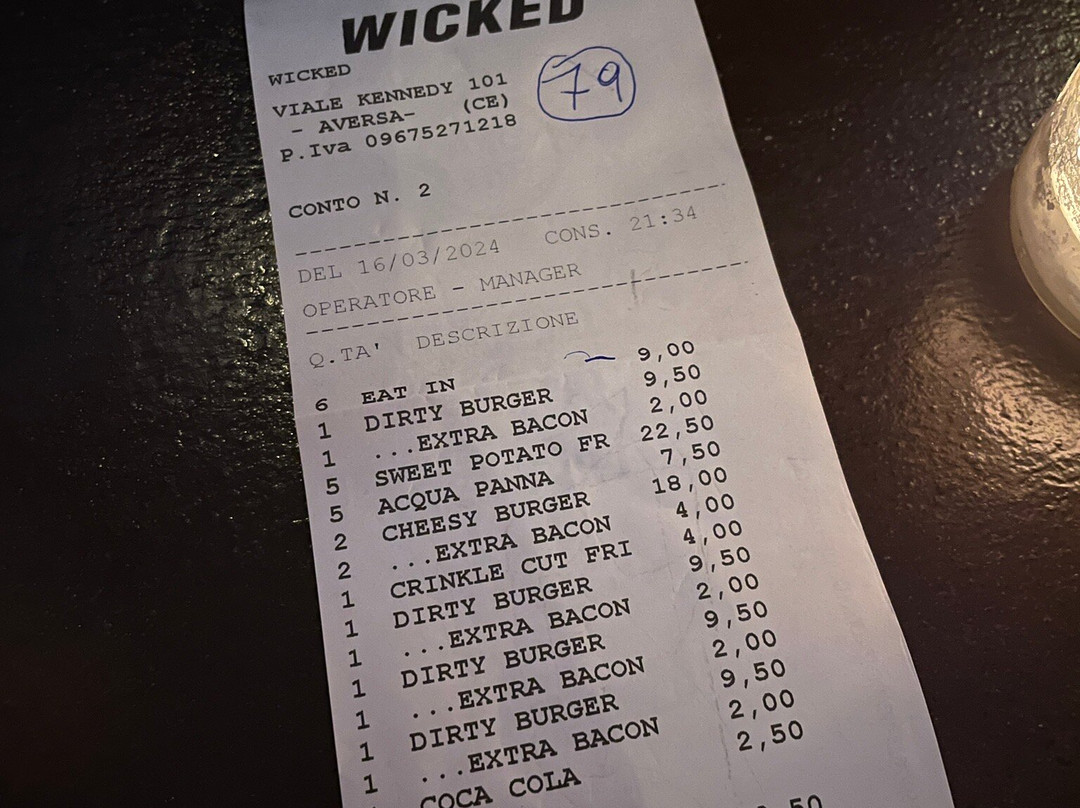 WICKED
WICKED
79
VIALE KENNEDY 101
- AVERSA- (CE)
P.Iva 09675271218
CONTO N. 2
DEL 16/03/2024 CONS. 21:34
OPERATORE - MANAGER
Q.TA' DESCRIZIONE
6 EAT IN 9,00
1 DIRTY BURGER 9,50
1 ...EXTRA BACON 2,00
5 SWEET POTATO FR 22,50
5 ACQUA PANNA 7,50
2 CHEESY BURGER 18,00
2 ...EXTRA BACON 4,00
1 CRINKLE CUT FRI 4,00
1 DIRTY BURGER 9,50
1 ...EXTRA BACON 2,00
1 DIRTY BURGER 9,50
1 ...EXTRA BACON 2,00
1 DIRTY BURGER 9,50
1 ...EXTRA BACON 2,00
COCA COLA 2,50